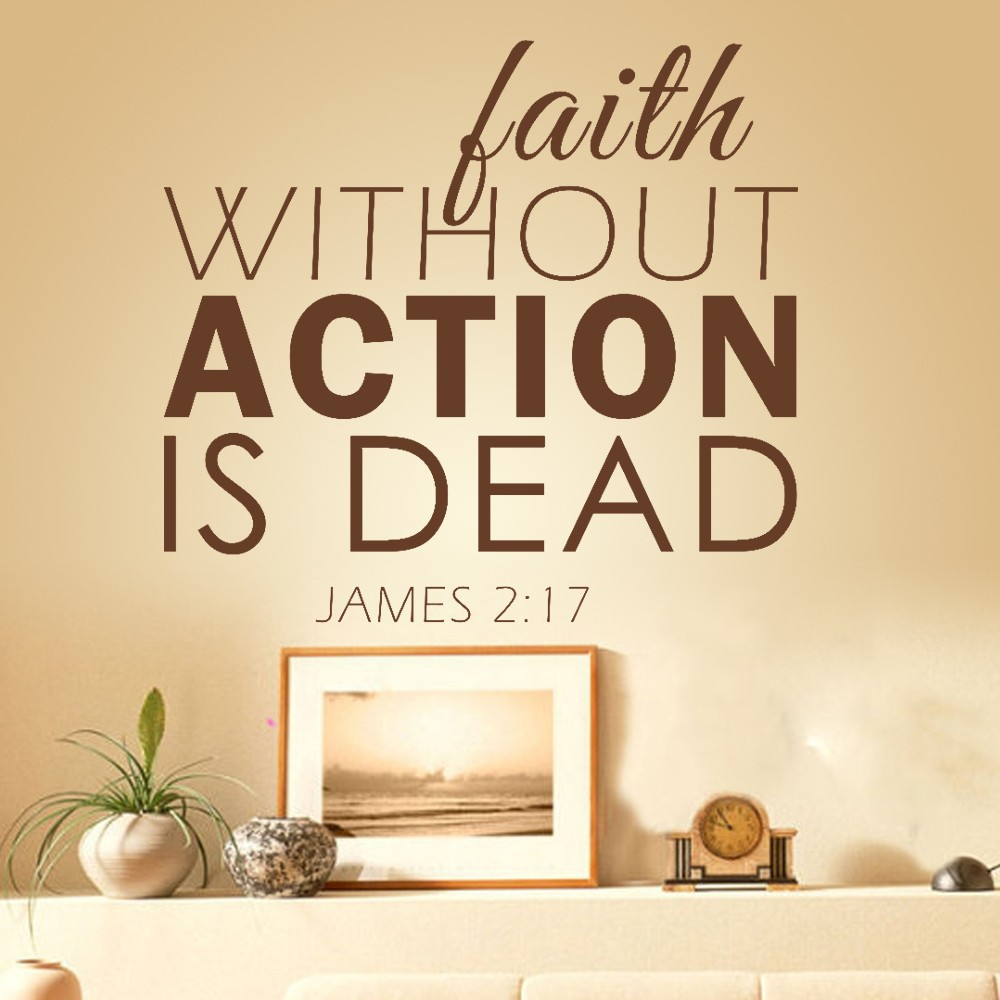 faith
WITHOUT
ACTION
IS DEAD
JAMES 2:17